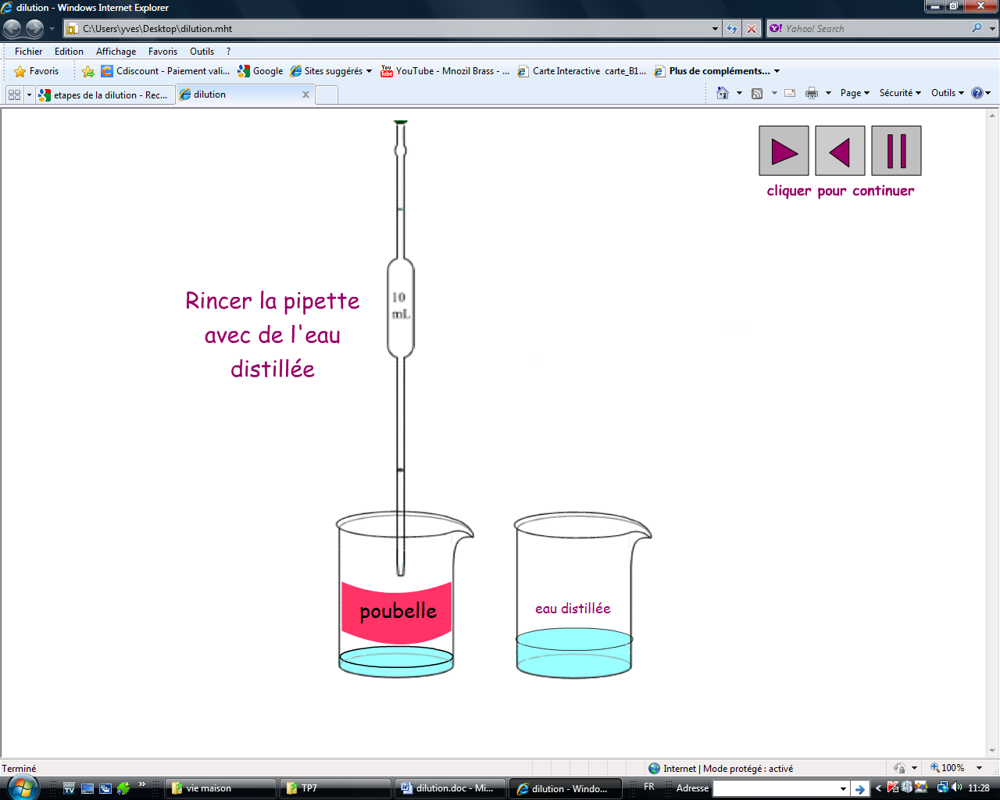 dilution - Windows Internet Explorer
C:\Users\yves\Desktop\dilution.mht
Yahoo! Search
Fichier Edition Affichage Favoris Outils ?
Favoris Cdiscount - Paiement vali... Google Sites suggérés YouTube - Mnozil Brass - ... Carte Interactive carte_B1... Plus de compléments...
etapes de la dilution - Rec... dilution Page Sécurité Outils
cliquer pour continuer
Rincer la pipette
avec de l'eau
distillée
10
mL
poubelle
eau distillée
Terminé Internet | Mode protégé : activé 100%
vie maison TP7 dilution.doc - Mi... dilution - Windo... FR Adresse 11:28